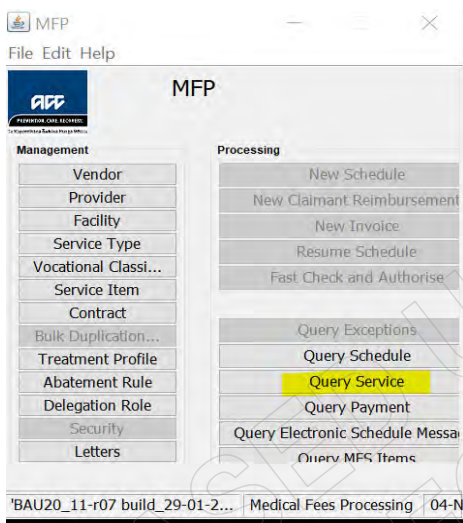 MFP
File Edit Help
MFP
PREVENTION. CARE. RECOVERY.
Management
Vendor
Provider
Facility
Service Type
Vocational Classi...
Service Item
Contract
Bulk Duplication...
Treatment Profile
Abatement Rule
Delegation Role
Security
Letters
Processing
New Schedule
New Claimant Reimbursement
New Invoice
Resume Schedule
Fast Check and Authorise
Query Exceptions
Query Schedule
Query Service
Query Payment
Query Electronic Schedule Messa
Query MFS Items
'BAU20_11-r07 build_29-01-2... Medical Fees Processing 04-N